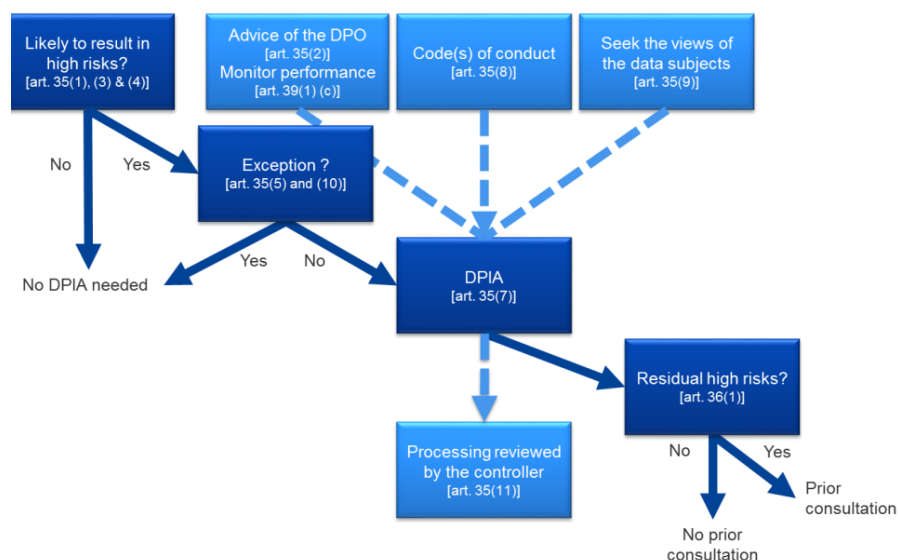 Likely to result in
high risks?
[art. 35(1), (3) & (4)]
Advice of the DPO
[art. 35(2)]
Monitor performance
[art. 39(1) (c)]
Code(s) of conduct
[art. 35(8)]
Seek the views of
the data subjects
[art. 35(9)]
No
Yes
Exception ?
[art. 35(5) and (10)]
Yes
No
No DPIA needed
DPIA
[art. 35(7)]
Residual high risks?
[art. 36(1)]
Processing reviewed
by the controller
[art. 35(11)]
No
Yes
Prior
consultation
No prior
consultation